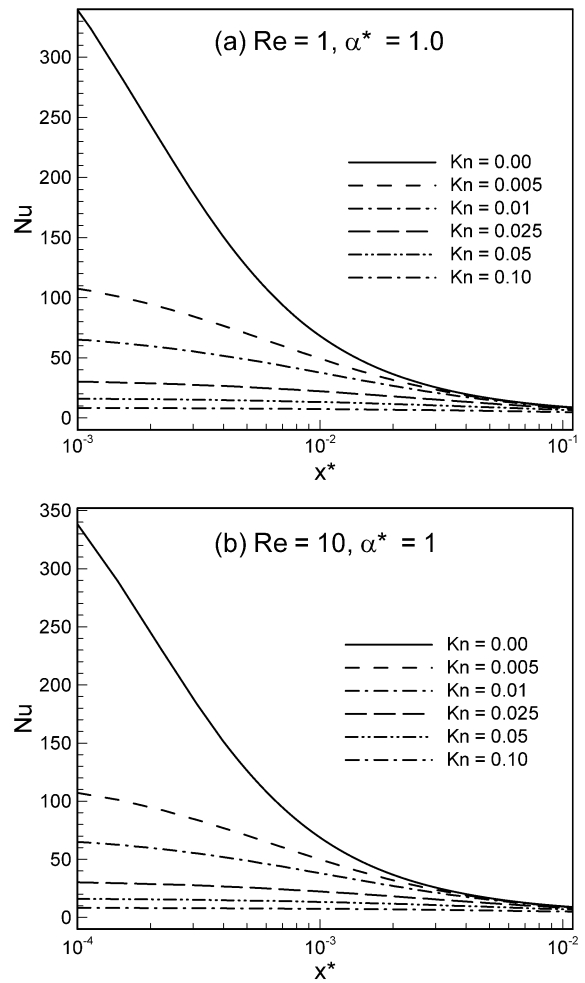 (a) Re = 1, α* = 1.0
Nu
350
300
250
200
150
100
50
0
Kn = 0.00
Kn = 0.005
Kn = 0.01
Kn = 0.025
Kn = 0.05
Kn = 0.10
10-3
10-2
10-1
x*
(b) Re = 10, α* = 1
Nu
350
300
250
200
150
100
50
0
Kn = 0.00
Kn = 0.005
Kn = 0.01
Kn = 0.025
Kn = 0.05
Kn = 0.10
10-4
10-3
10-2
x*